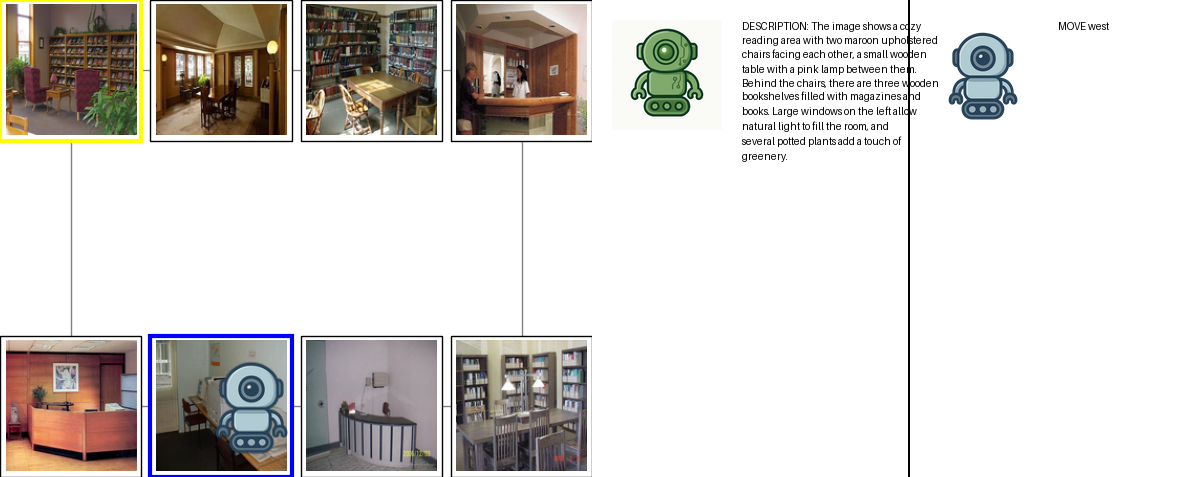 DESCRIPTION: The image shows a cozy
reading area with two maroon upholstered
chairs facing each other, a small wooden
table with a pink lamp between them.
Behind the chairs, there are three wooden
bookshelves filled with magazines and
books. Large windows on the left allow
natural light to fill the room, and
several potted plants add a touch of
greenery.
MOVE west